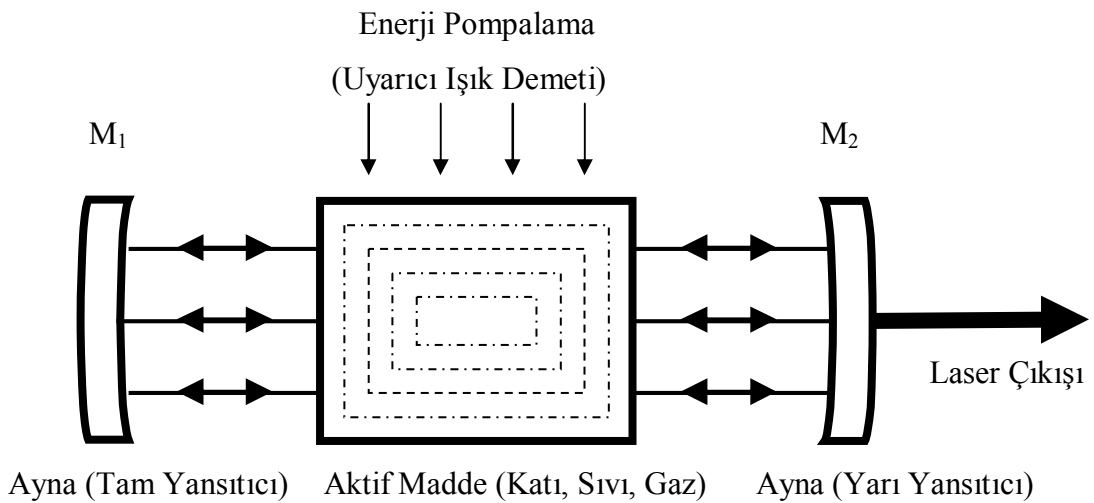 Enerji Pompalama
(Uyarıcı Işık Demeti)
M₁
M₂
Laser Çıkışı
Ayna (Tam Yansıtıcı)
Aktif Madde (Katı, Sıvı, Gaz)
Ayna (Yarı Yansıtıcı)